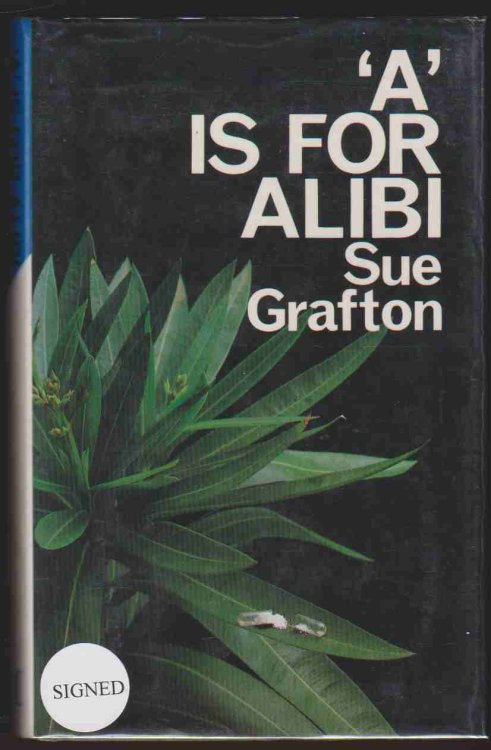 ‘A’
IS FOR
ALIBI
Sue
Grafton
SIGNED